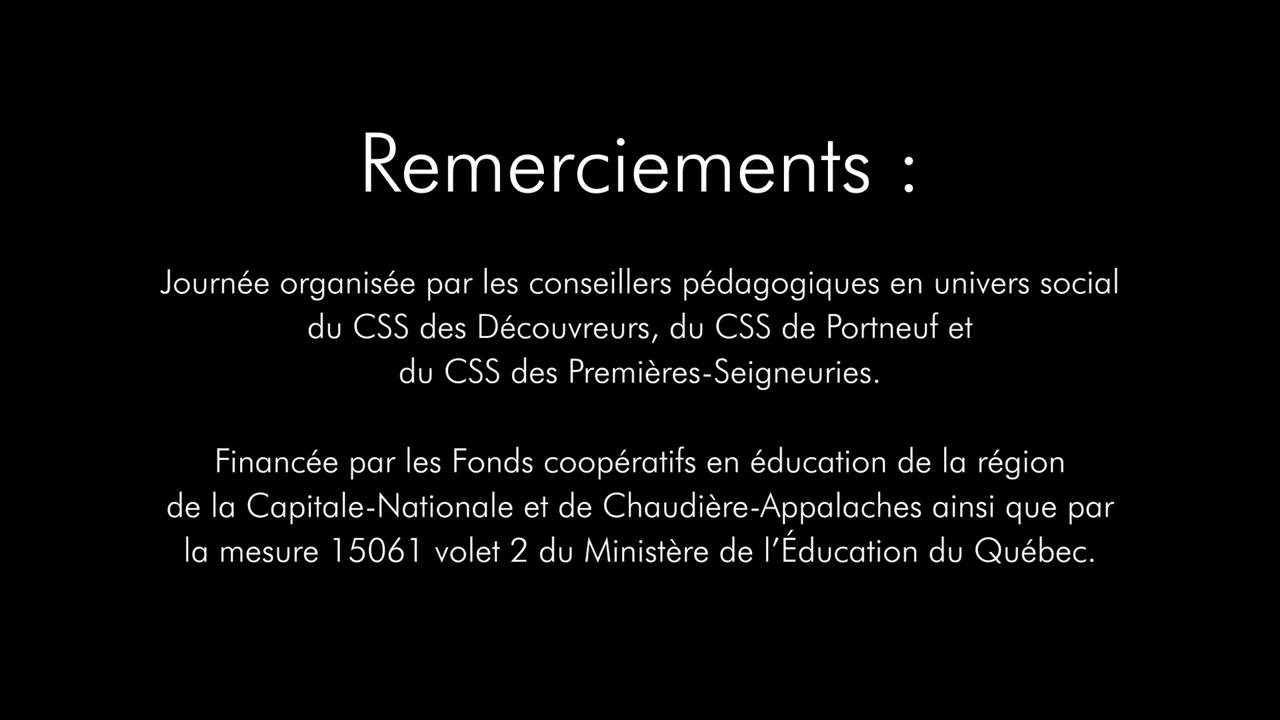 Remerciements :
Journée organisée par les conseillers pédagogiques en univers social
du CSS des Découvreurs, du CSS de Portneuf et
du CSS des Premières-Seigneuries.
Financée par les Fonds coopératifs en éducation de la région
de la Capitale-Nationale et de Chaudière-Appalaches ainsi que par
la mesure 15061 volet 2 du Ministère de l’Éducation du Québec.